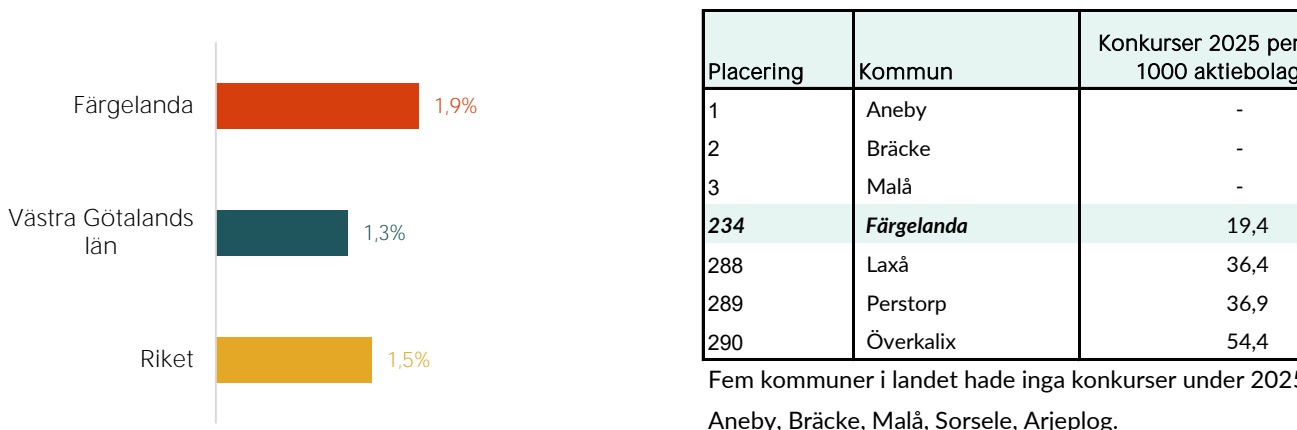 Färgelanda
1,9%
Västra Götalands
län
1,3%
Riket
1,5%
Placering Kommun Konkurser 2025 per
1000 aktiebolag
1 Aneby -
2 Bräcke -
3 Malå -
234 Färgelanda 19,4
288 Laxå 36,4
289 Perstorp 36,9
290 Överkalix 54,4
Fem kommuner i landet hade inga konkurser under 2025
Aneby, Bräcke, Malå, Sorsele, Arjeplog.